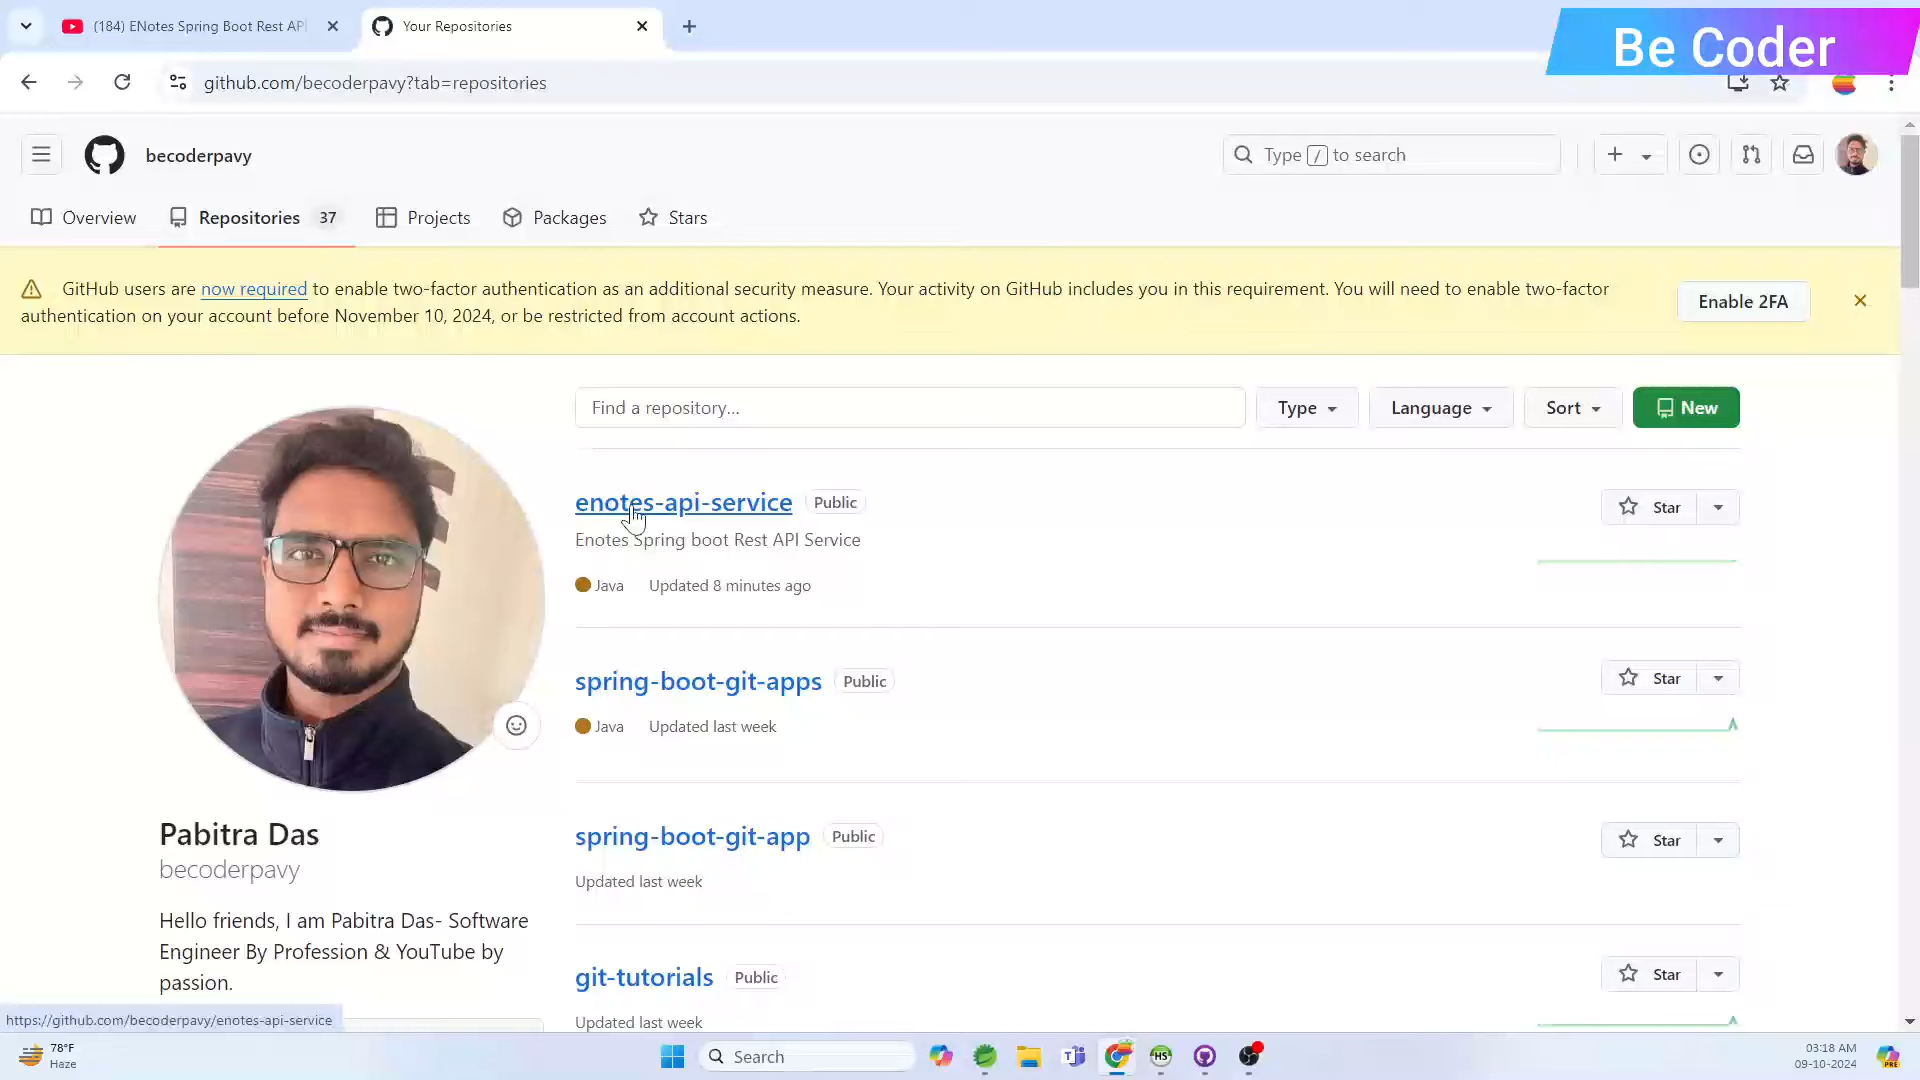 (184) ENotes Spring Boot Rest AP
Your Repositories
Be Coder
github.com/becoderpavy?tab=repositories
becoderpavy
Type / to search
Overview
Repositories 37
Projects
Packages
Stars
GitHub users are now required to enable two-factor authentication as an additional security measure. Your activity on GitHub includes you in this requirement. You will need to enable two-factor
authentication on your account before November 10, 2024, or be restricted from account actions.
Enable 2FA
Find a repository...
Type
Language
Sort
New
enotes-api-service Public
Star
Enotes Spring boot Rest API Service
Java Updated 8 minutes ago
spring-boot-git-apps Public
Star
Java Updated last week
spring-boot-git-app Public
Star
Updated last week
git-tutorials Public
Star
Updated last week
Pabitra Das
becoderpavy
Hello friends, I am Pabitra Das- Software
Engineer By Profession & YouTube by
passion.
https://github.com/becoderpavy/enotes-api-service
78°F
Haze
Search
HS
03:18 AM
09-10-2024
PRE